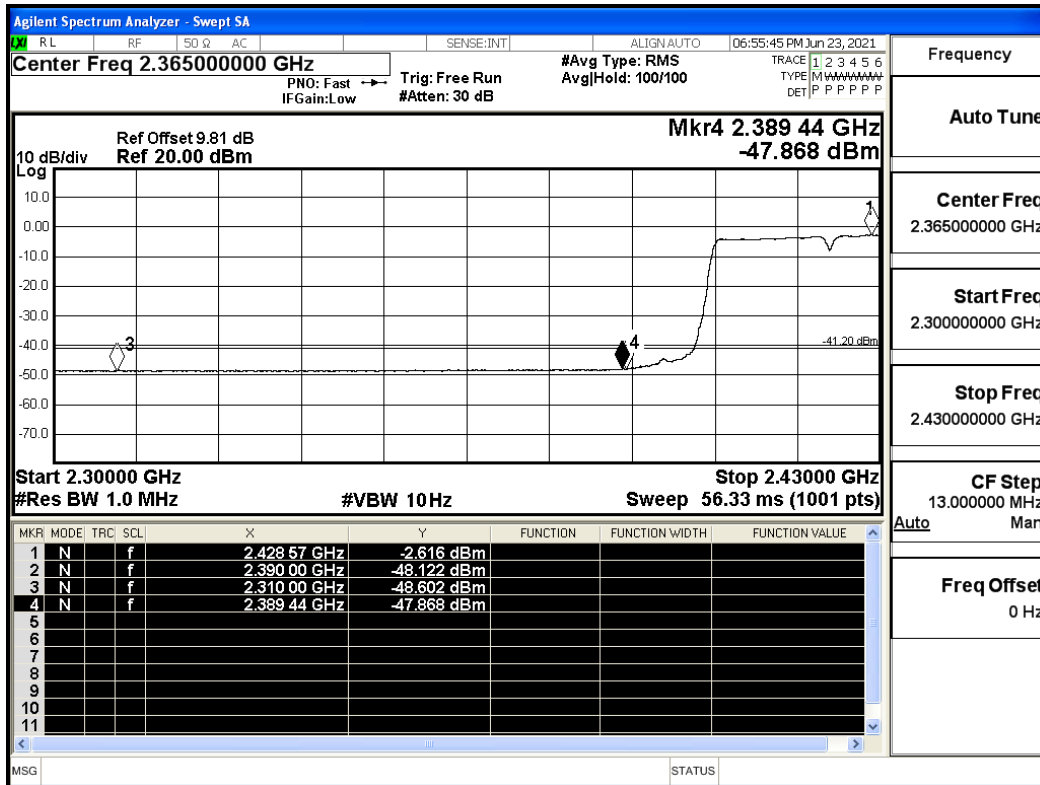 Agilent Spectrum Analyzer - Swept SA
LXI RL RF 50 Ω AC SENSE:INT ALIGN AUTO 06:55:45 PM Jun 23, 2021
Center Freq 2.365000000 GHz
PNO: Fast
IFGain:Low
Trig: Free Run
#Atten: 30 dB
#Avg Type: RMS
Avg|Hold: 100/100
TRACE 1 2 3 4 5 6
TYPE M WWWWW
DET P P P P P P
Ref Offset 9.81 dB
10 dB/div Ref 20.00 dBm
Log
Mkr4 2.389 44 GHz
-47.868 dBm
10.0
0.00
-10.0
-20.0
-30.0
-40.0
-50.0
-60.0
-70.0
1
3
4
-41.20 dBm
Start 2.30000 GHz Stop 2.43000 GHz
#Res BW 1.0 MHz #VBW 10Hz Sweep 56.33 ms (1001 pts)
MKR MODE TRC SCL X Y FUNCTION FUNCTION WIDTH FUNCTION VALUE
1 N f 2.428 57 GHz -2.616 dBm
2 N f 2.390 00 GHz -48.122 dBm
3 N f 2.310 00 GHz -48.602 dBm
4 N f 2.389 44 GHz -47.868 dBm
5
6
7
8
9
10
11
MSG STATUS
Frequency
Auto Tune
Center Freq
2.365000000 GHz
Start Freq
2.300000000 GHz
Stop Freq
2.430000000 GHz
CF Step
13.000000 MHz
Auto Man
Freq Offset
0 Hz